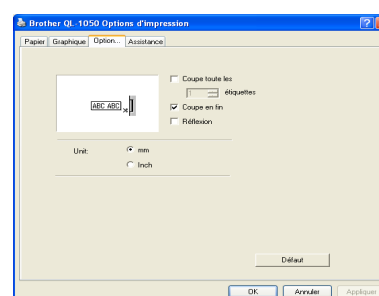 Brother QL-1050 Options d'impression
Papier Graphique Option... Assistance
Coupe toute les
1 étiquettes
ABC ABC
Coupe en fin
Réflexion
Unit: mm
Inch
Défaut
OK Annuler Appliquer